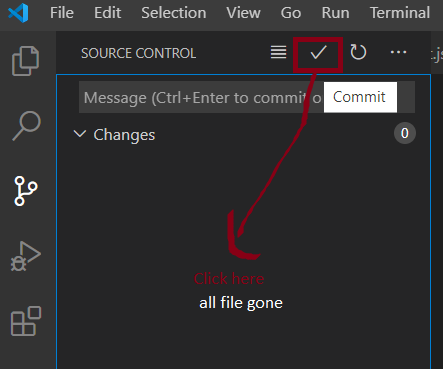 File Edit Selection View Go Run Terminal
SOURCE CONTROL
.js
Message (Ctrl+Enter to commit o
Commit
Changes 0
Click here
all file gone